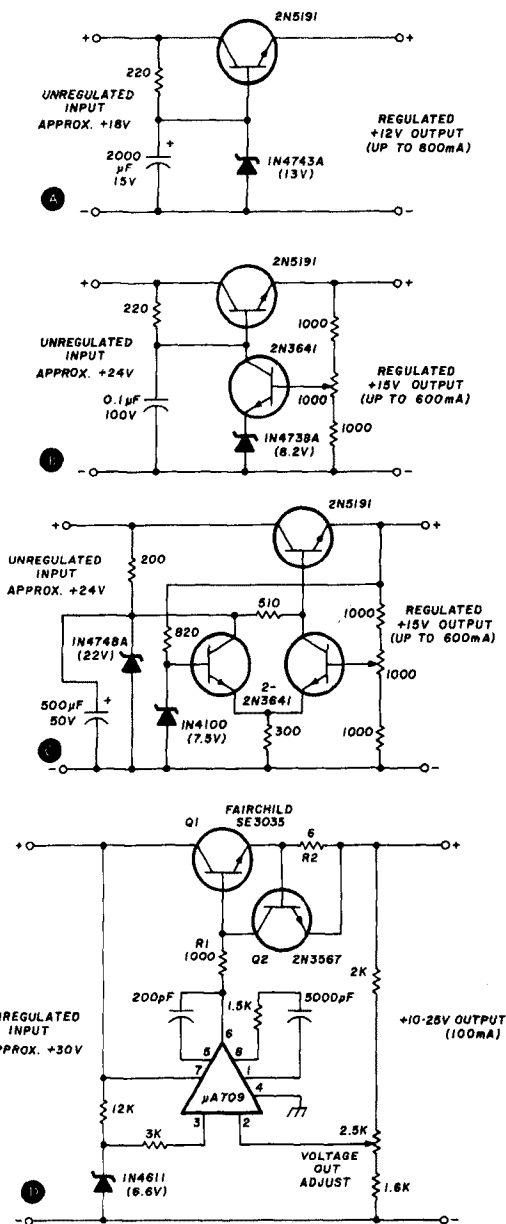 2N5191
+
+
220
UNREGULATED
INPUT
APPROX. +18V
REGULATED
+12V OUTPUT
(UP TO 800mA)
+
2000
µF
15V
1N4743A
(13V)
A
-
-
2N5191
+
+
220
1000
2N3641
UNREGULATED
INPUT
APPROX. +24V
1000
REGULATED
+15V OUTPUT
(UP TO 600mA)
0.1µF
100V
1N4738A
(8.2V)
1000
B
-
-
2N5191
+
+
200
UNREGULATED
INPUT
APPROX. +24V
510
1000
REGULATED
+15V OUTPUT
(UP TO 600mA)
1N4748A
(22V)
820
1000
2-
2N3641
500µF
50V
+
1N4100
(7.5V)
300
1000
C
-
-
FAIRCHILD
SE3035
Q1
+
6
R2
+
R1
1000
Q2
2N3567
2K
200pF
1.5K
5000pF
UNREGULATED
INPUT
APPROX. +30V
+10-25V OUTPUT
(100mA)
6
5
8
7
1
4
µA709
12K
3
2
3K
2.5K
VOLTAGE
OUT
ADJUST
1N4611
(6.6V)
1.6K
D
-
-